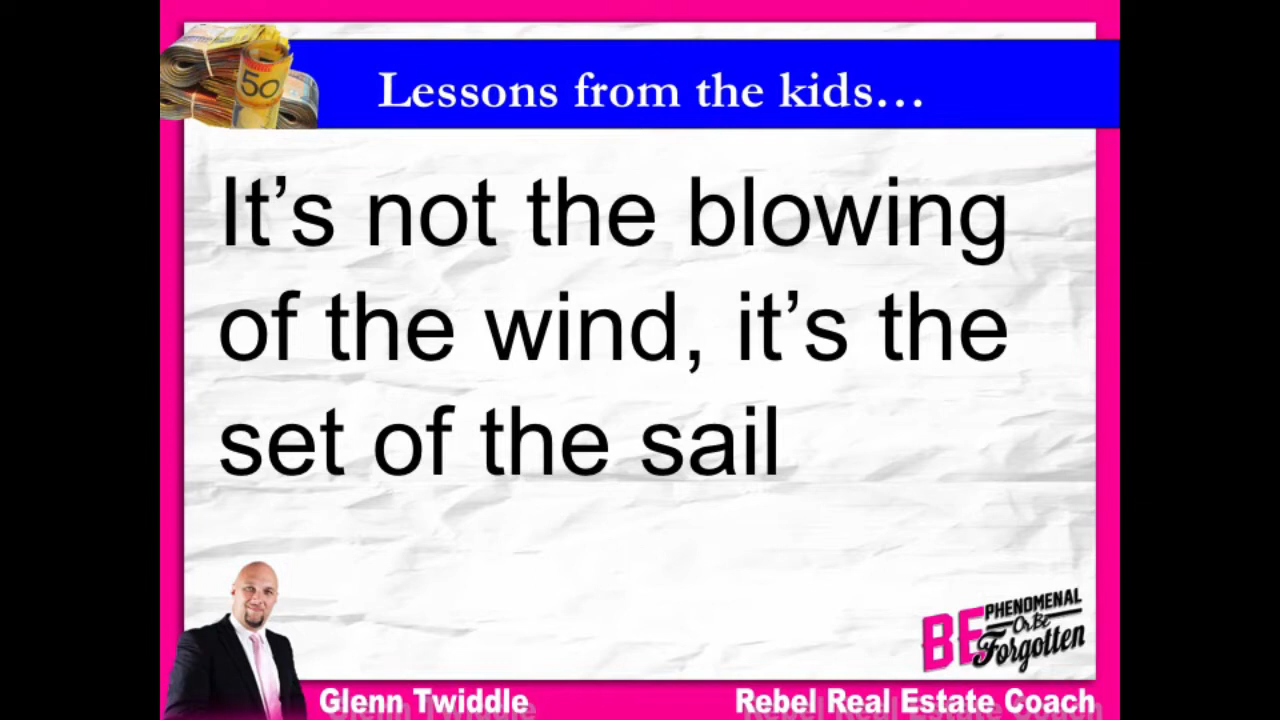 50
Lessons from the kids…
It’s not the blowing
of the wind, it’s the
set of the sail
BE PHENOMENAL
Or Be
Forgotten
Glenn Twiddle
Rebel Real Estate Coach